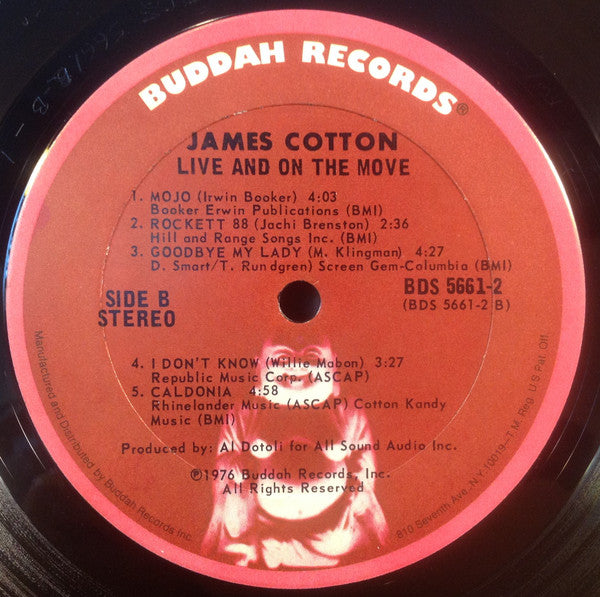 BUDDAH RECORDS®
JAMES COTTON
LIVE AND ON THE MOVE
1. MOJO (Irwin Booker) 4:03
Booker Erwin Publications (BMI)
2. ROCKETT 88 (Jachi Brenston) 2:36
Hill and Range Songs Inc. (BMI)
3. GOODBYE MY LADY (M. Klingman) 4:27
D. Smart/T. Rundgren) Screen Gem-Columbia (BMI)
SIDE B
STEREO
BDS 5661-2
(BDS 5661-2 B)
4. I DON'T KNOW (Willie Mabon) 3:27
Republic Music Corp. (ASCAP)
5. CALDONIA 4:58
Rhinelander Music (ASCAP) Cotton Kandy
Music (BMI)
Produced by: Al Dotoli for All Sound Audio Inc.
℗1976 Buddah Records, Inc.
All Rights Reserved
Manufactured and Distributed by Buddah Records Inc.
810 Seventh Ave., N.Y. 10019—T.M. Reg. U.S. Pat. Off.